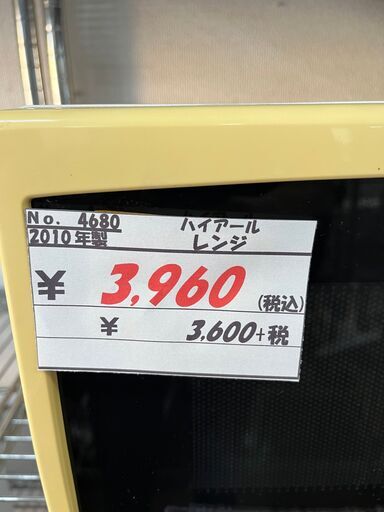 No. 4680 ハイアール
2010年製 レンジ
¥ 3,960 (税込)
¥ 3,600+税